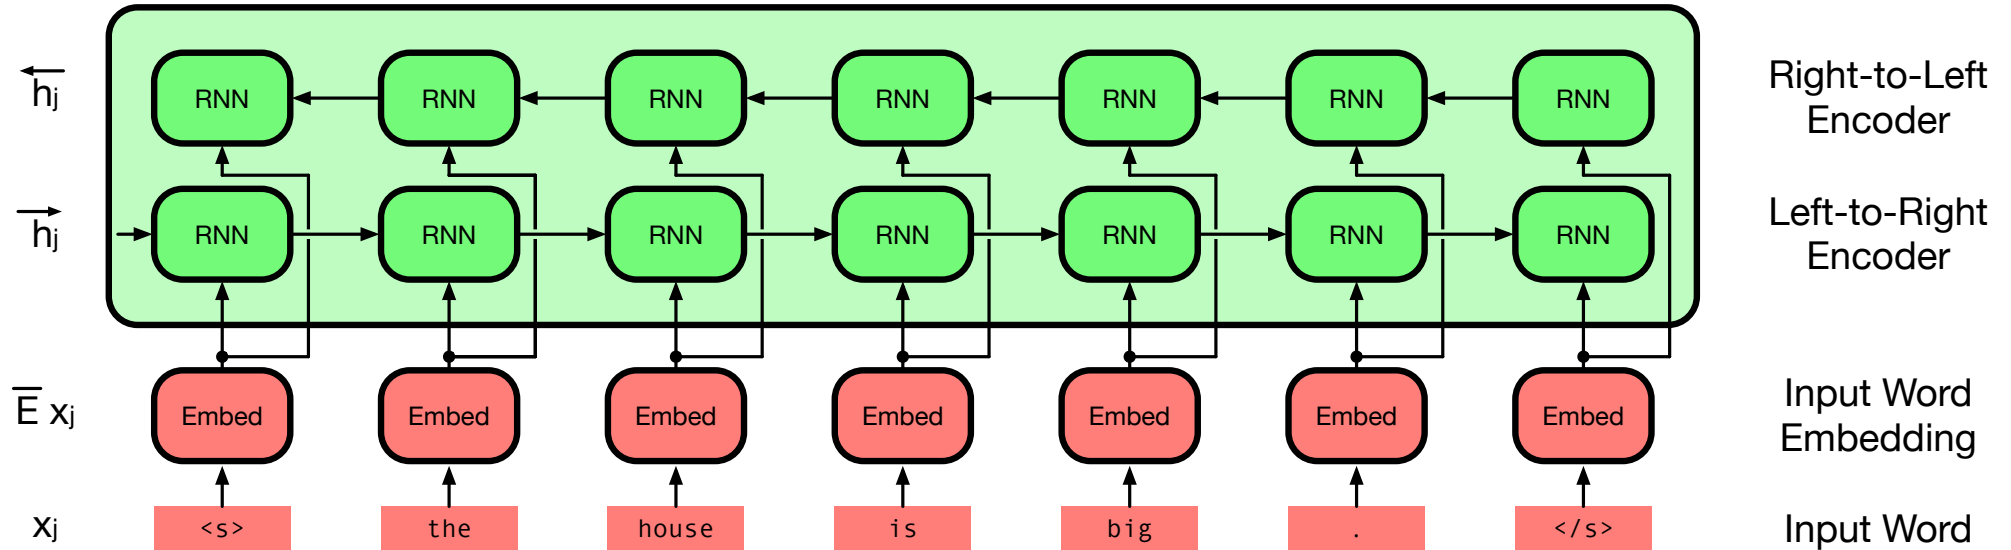 hj RNN RNN RNN RNN RNN RNN RNN Right-to-Left
Encoder
hj RNN RNN RNN RNN RNN RNN RNN Left-to-Right
Encoder
E xj Embed Embed Embed Embed Embed Embed Embed Input Word
Embedding
xj <s> the house is big . </s> Input Word